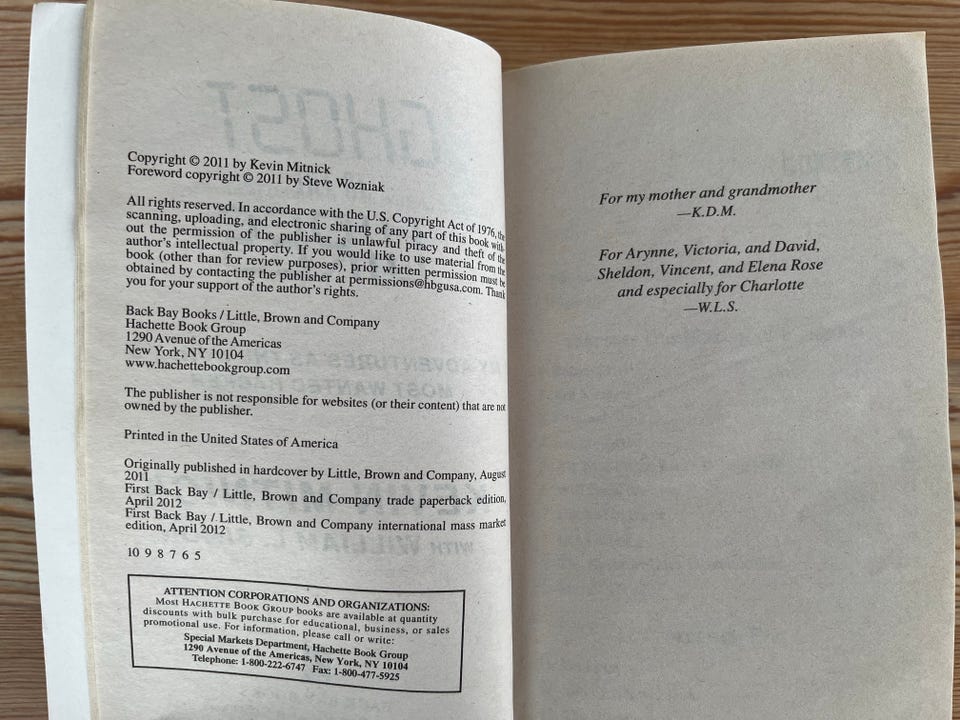 Copyright © 2011 by Kevin Mitnick
Foreword copyright © 2011 by Steve Wozniak
All rights reserved. In accordance with the U.S. Copyright Act of 1976, the
scanning, uploading, and electronic sharing of any part of this book with
out the permission of the publisher is unlawful piracy and theft of the
author's intellectual property. If you would like to use material from the
book (other than for review purposes), prior written permission must be
obtained by contacting the publisher at permissions@hbgusa.com. Thank
you for your support of the author's rights.
Back Bay Books / Little, Brown and Company
Hachette Book Group
1290 Avenue of the Americas
New York, NY 10104
www.hachettebookgroup.com
The publisher is not responsible for websites (or their content) that are not
owned by the publisher.
Printed in the United States of America
Originally published in hardcover by Little, Brown and Company, August
2011
First Back Bay / Little, Brown and Company trade paperback edition,
April 2012
First Back Bay / Little, Brown and Company international mass market
edition, April 2012
10 9 8 7 6 5
ATTENTION CORPORATIONS AND ORGANIZATIONS:
Most HACHETTE BOOK GROUP books are available at quantity
discounts with bulk purchase for educational, business, or sales
promotional use. For information, please call or write:
Special Markets Department, Hachette Book Group
1290 Avenue of the Americas, New York, NY 10104
Telephone: 1-800-222-6747 Fax: 1-800-477-5925
For my mother and grandmother
—K.D.M.
For Arynne, Victoria, and David,
Sheldon, Vincent, and Elena Rose
and especially for Charlotte
—W.L.S.